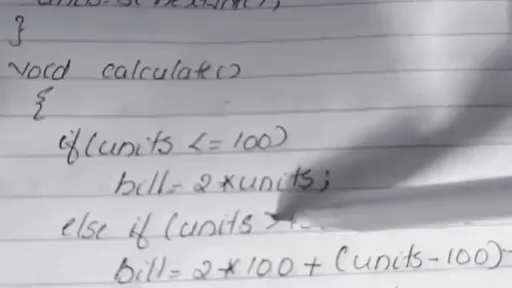 }
void calculate()
{
if(units <= 100)
bill = 2*units;
else if (units >
bill = 2*100 + (units-100)